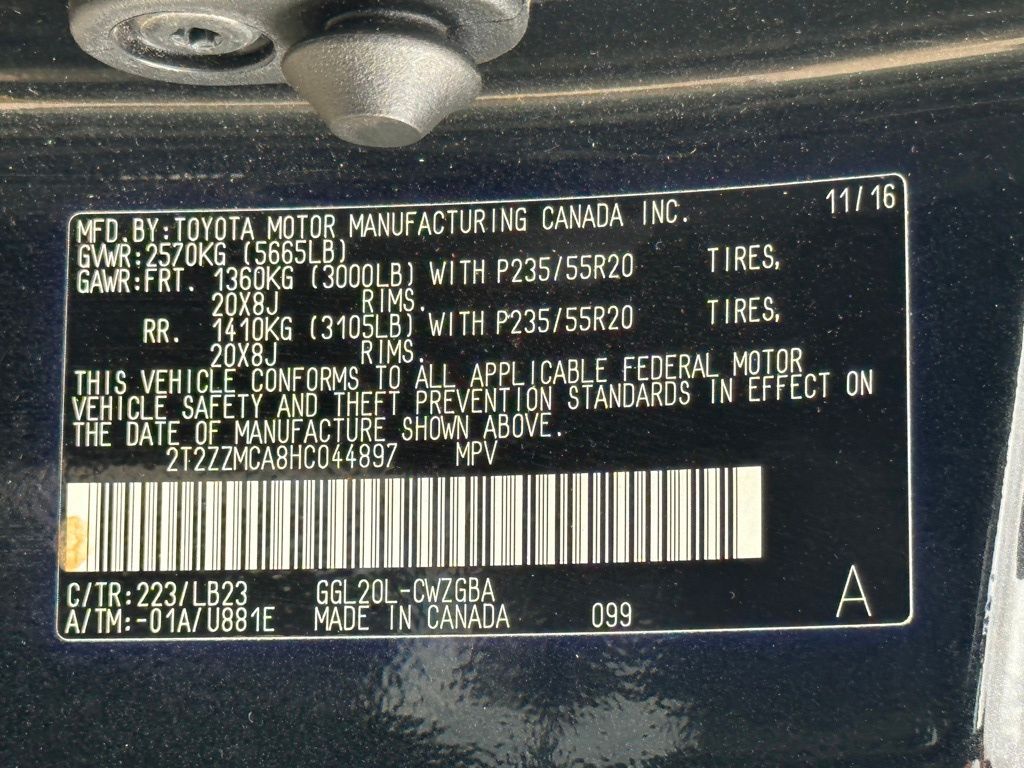 MFD.BY:TOYOTA MOTOR MANUFACTURING CANADA INC. 11/16
GVWR:2570KG (5665LB)
GAWR:FRT. 1360KG (3000LB) WITH P235/55R20 TIRES,
20X8J RIMS.
RR. 1410KG (3105LB) WITH P235/55R20 TIRES,
20X8J RIMS.
THIS VEHICLE CONFORMS TO ALL APPLICABLE FEDERAL MOTOR
VEHICLE SAFETY AND THEFT PREVENTION STANDARDS IN EFFECT ON
THE DATE OF MANUFACTURE SHOWN ABOVE.
2T2ZZMCA8HC044897 MPV
C/TR:223/LB23 GGL20L-CWZGBA
A/TM:-01A/U881E MADE IN CANADA 099 A